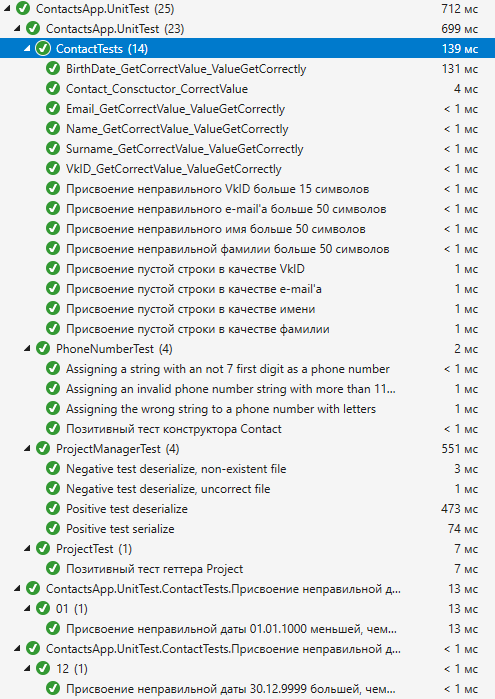 ContactsApp.UnitTest (25) 712 мс
ContactsApp.UnitTest (23) 699 мс
ContactTests (14) 139 мс
BirthDate_GetCorrectValue_ValueGetCorrectly 131 мс
Contact_Consctuctor_CorrectValue 4 мс
Email_GetCorrectValue_ValueGetCorrectly < 1 мс
Name_GetCorrectValue_ValueGetCorrectly < 1 мс
Surname_GetCorrectValue_ValueGetCorrectly < 1 мс
VkID_GetCorrectValue_ValueGetCorrectly < 1 мс
Присвоение неправильного VkID больше 15 символов < 1 мс
Присвоение неправильного e-mail'а больше 50 символов < 1 мс
Присвоение неправильного имя больше 50 символов < 1 мс
Присвоение неправильной фамилии больше 50 символов < 1 мс
Присвоение пустой строки в качестве VkID 1 мс
Присвоение пустой строки в качестве e-mail'а 1 мс
Присвоение пустой строки в качестве имени 1 мс
Присвоение пустой строки в качестве фамилии 1 мс
PhoneNumberTest (4) 2 мс
Assigning a string with an not 7 first digit as a phone number < 1 мс
Assigning an invalid phone number string with more than 11... 1 мс
Assigning the wrong string to a phone number with letters 1 мс
Позитивный тест конструктора Contact < 1 мс
ProjectManagerTest (4) 551 мс
Negative test deserialize, non-existent file 3 мс
Negative test deserialize, uncorrect file 1 мс
Positive test deserialize 473 мс
Positive test serialize 74 мс
ProjectTest (1) 7 мс
Позитивный тест геттера Project 7 мс
ContactsApp.UnitTest.ContactTests.Присвоение неправильной д... 13 мс
01 (1) 13 мс
Присвоение неправильной даты 01.01.1000 меньшей, чем... 13 мс
ContactsApp.UnitTest.ContactTests.Присвоение неправильной д... < 1 мс
12 (1) < 1 мс
Присвоение неправильной даты 30.12.9999 большей, чем... < 1 мс